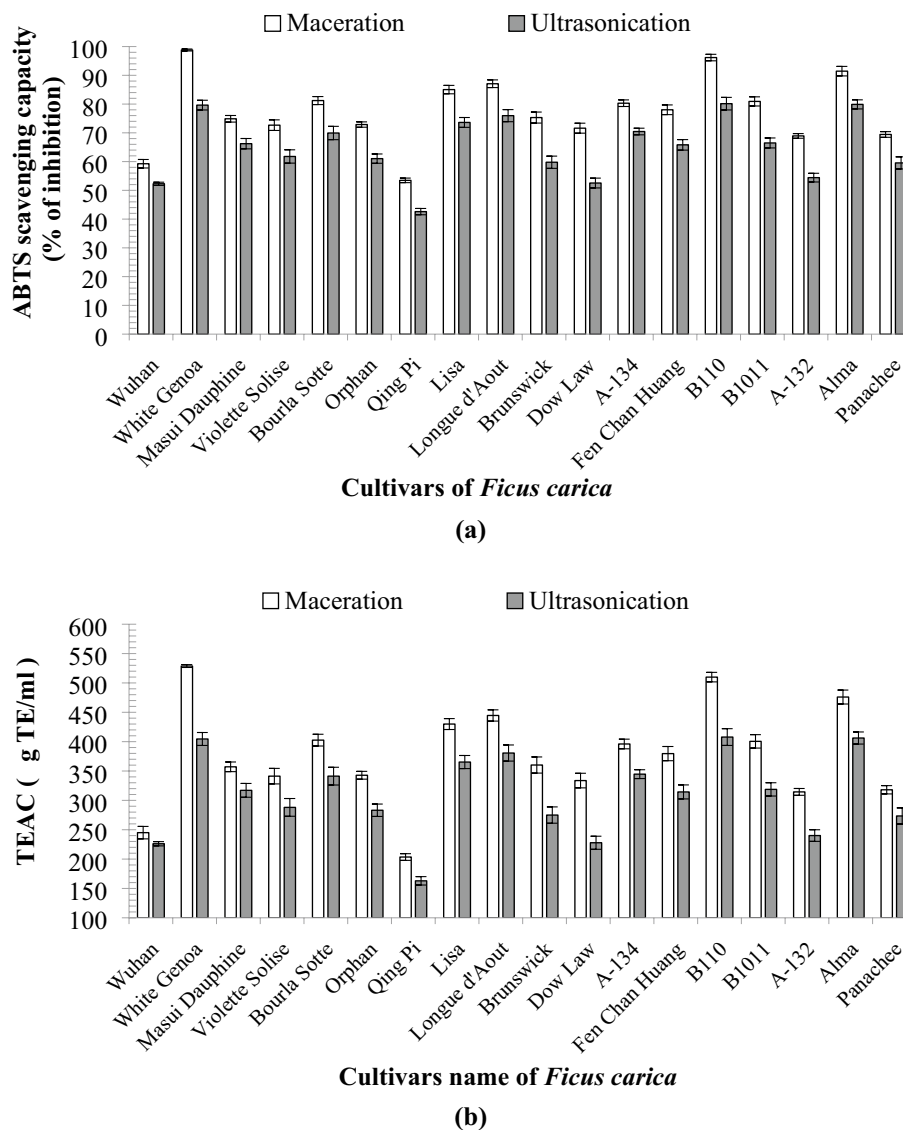 Maceration Ultrasonication
ABTS scavenging capacity
(% of inhibition)
100
90
80
70
60
50
40
30
20
10
0
Wuhan
White Genoa
Masui Dauphine
Violette Solise
Bourla Sotte
Orphan
Qing Pi
Lisa
Longue d'Aout
Brunswick
Dow Law
A-134
Fen Chan Huang
B110
B1011
A-132
Alma
Panachee
Cultivars of Ficus carica
(a)
Maceration Ultrasonication
TEAC ( g TE/ml )
600
550
500
450
400
350
300
250
200
150
100
Wuhan
White Genoa
Masui Dauphine
Violette Solise
Bourla Sotte
Orphan
Qing Pi
Lisa
Longue d'Aout
Brunswick
Dow Law
A-134
Fen Chan Huang
B110
B1011
A-132
Alma
Panachee
Cultivars name of Ficus carica
(b)